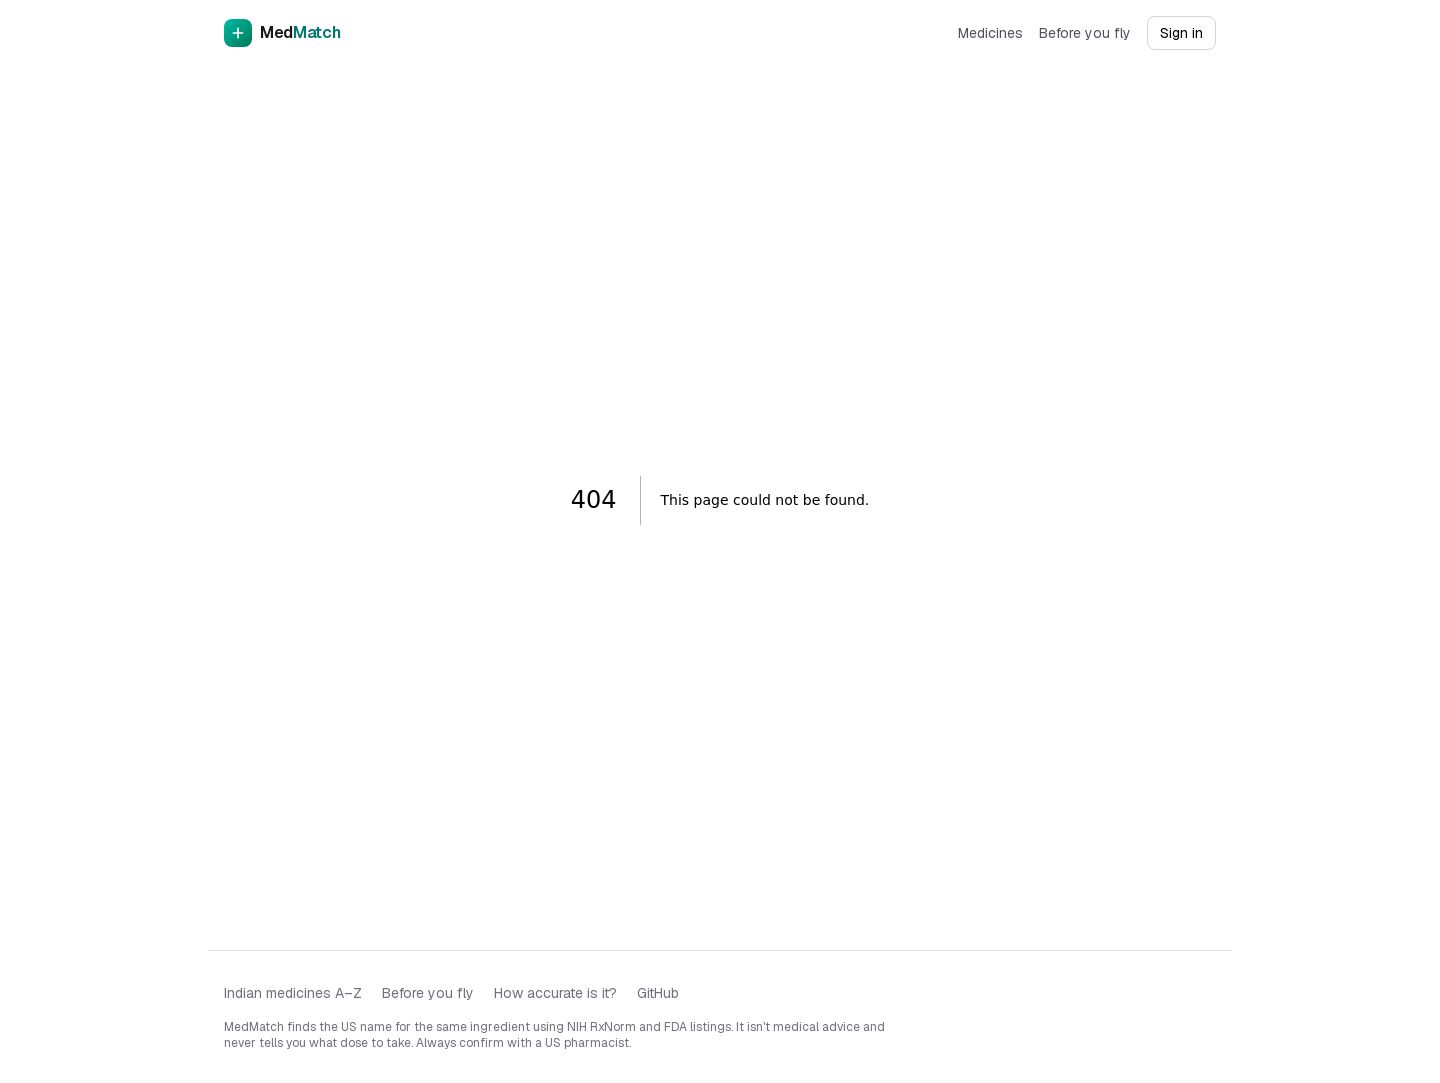 MedMatch
Medicines
Before you fly
Sign in
404
This page could not be found.
Indian medicines A–Z
Before you fly
How accurate is it?
GitHub
MedMatch finds the US name for the same ingredient using NIH RxNorm and FDA listings. It isn't medical advice and
never tells you what dose to take. Always confirm with a US pharmacist.